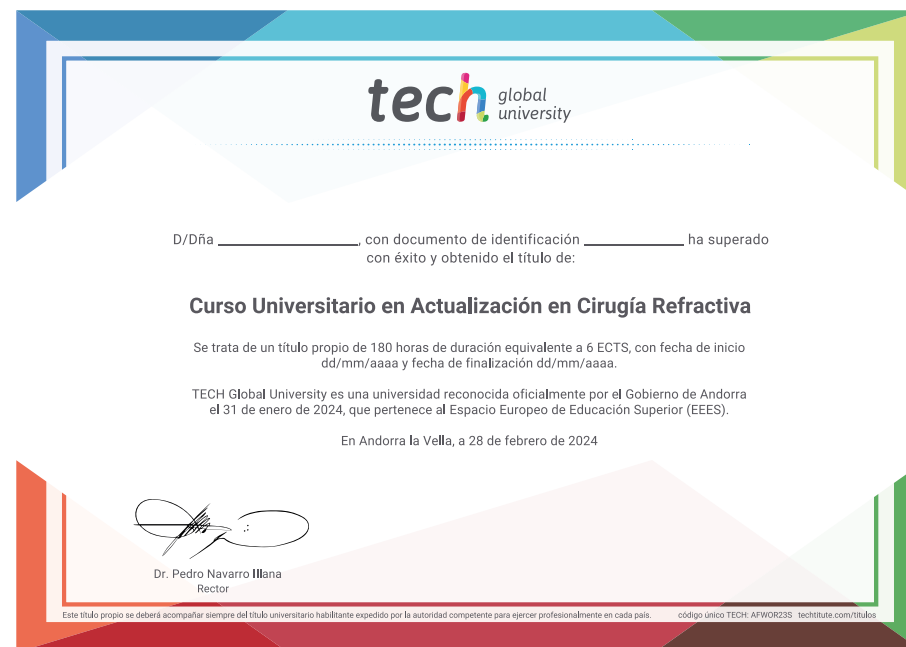 tech global university
D/Dña ______________, con documento de identificación __________ ha superado
con éxito y obtenido el título de:
Curso Universitario en Actualización en Cirugía Refractiva
Se trata de un título propio de 180 horas de duración equivalente a 6 ECTS, con fecha de inicio
dd/mm/aaaa y fecha de finalización dd/mm/aaaa.
TECH Global University es una universidad reconocida oficialmente por el Gobierno de Andorra
el 31 de enero de 2024, que pertenece al Espacio Europeo de Educación Superior (EEES).
En Andorra la Vella, a 28 de febrero de 2024
Dr. Pedro Navarro Illana
Rector
Este título propio se deberá acompañar siempre del título universitario habilitante expedido por la autoridad competente para ejercer profesionalmente en cada país. código único TECH: AFWOR23S techtitute.com/titulos